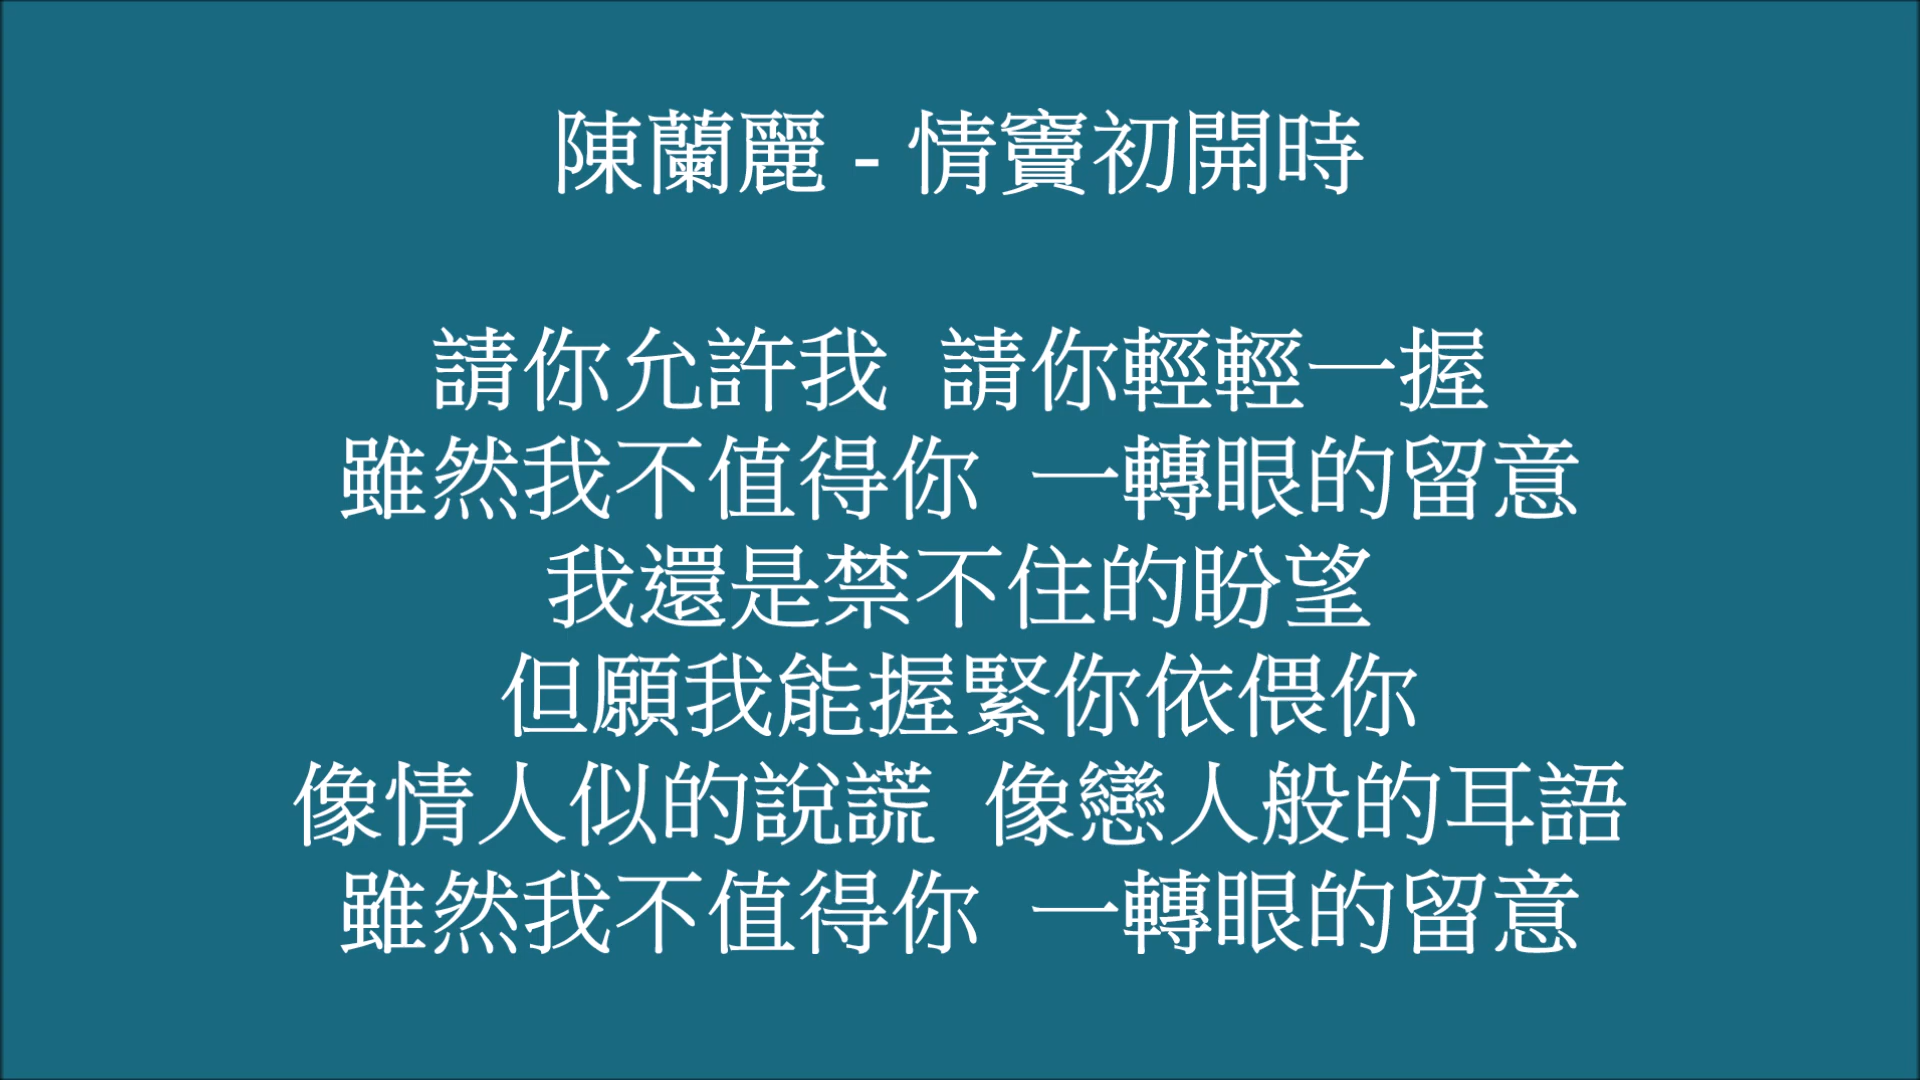 陳蘭麗 - 情竇初開時
請你允許我 請你輕輕一握
雖然我不值得你 一轉眼的留意
我還是禁不住的盼望
但願我能握緊你依偎你
像情人似的說謊 像戀人般的耳語
雖然我不值得你 一轉眼的留意